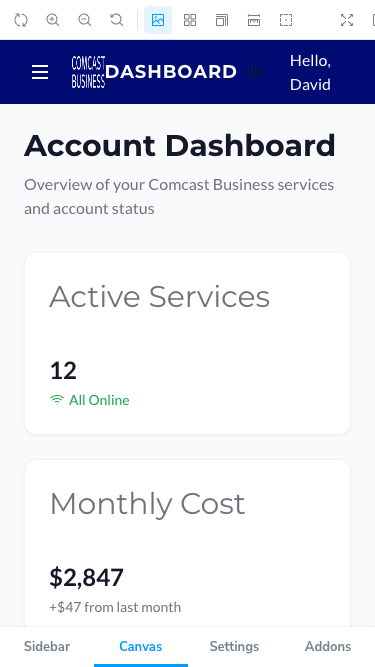 COMCAST
BUSINESS
DASHBOARD
Hello,
David
Account Dashboard
Overview of your Comcast Business services
and account status
Active Services
12
All Online
Monthly Cost
$2,847
+$47 from last month
Sidebar
Canvas
Settings
Addons